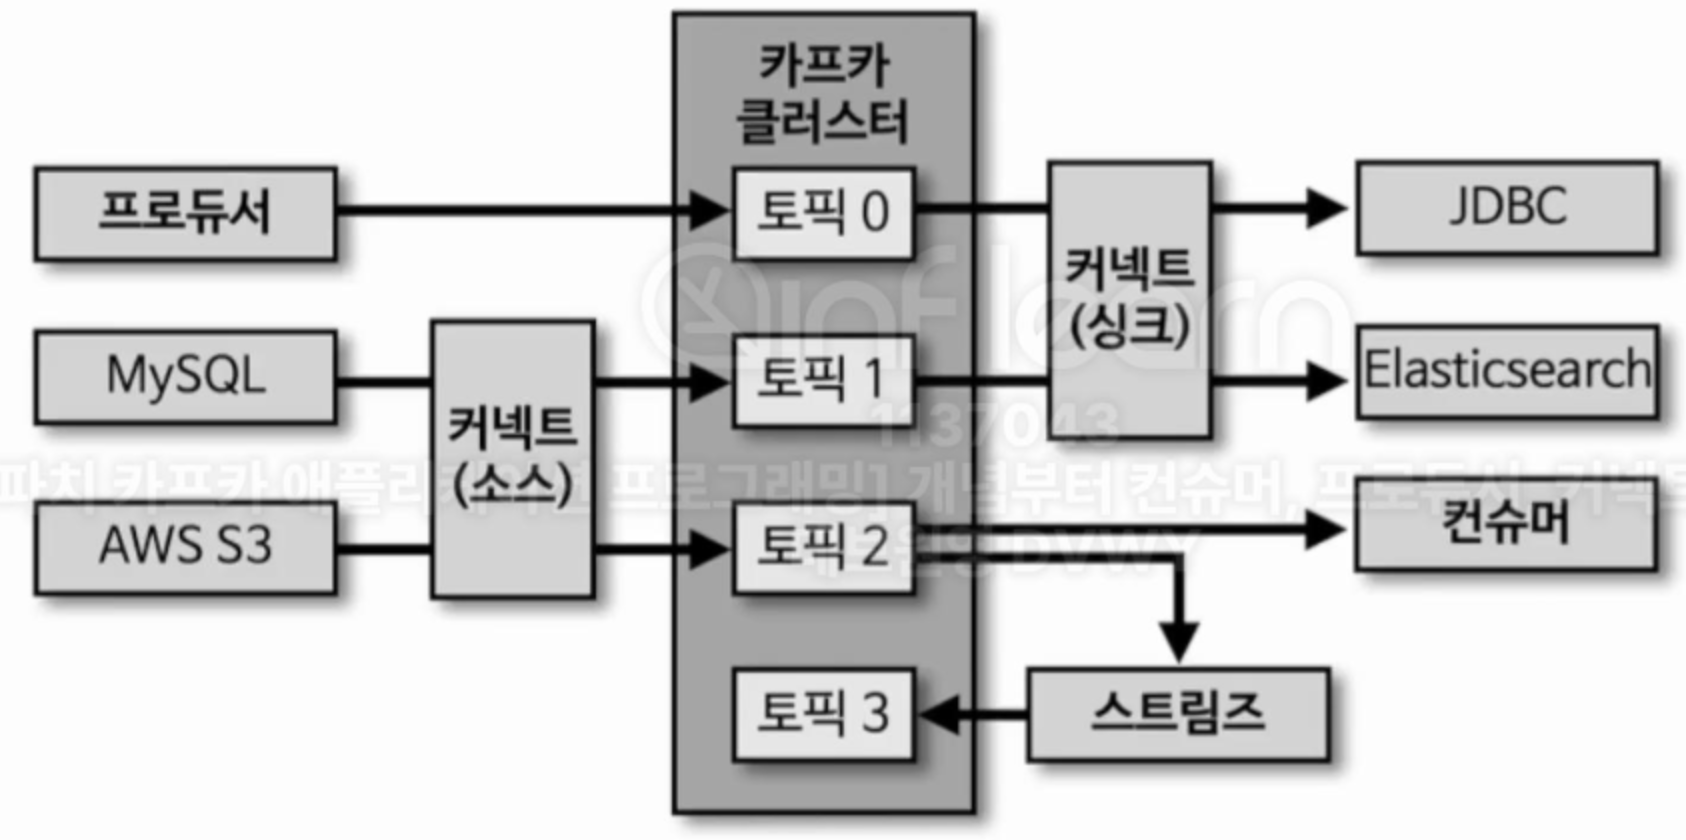 카프카
클러스터
프로듀서
토픽 0
JDBC
커넥트
(싱크)
MySQL
토픽 1
Elasticsearch
커넥트
(소스)
AWS S3
토픽 2
컨슈머
토픽 3
스트림즈
inflearn
1137043
파치 카프카 애플리케이션 프로그래밍] 개념부터 컨슈머, 프로듀서, 커넥트